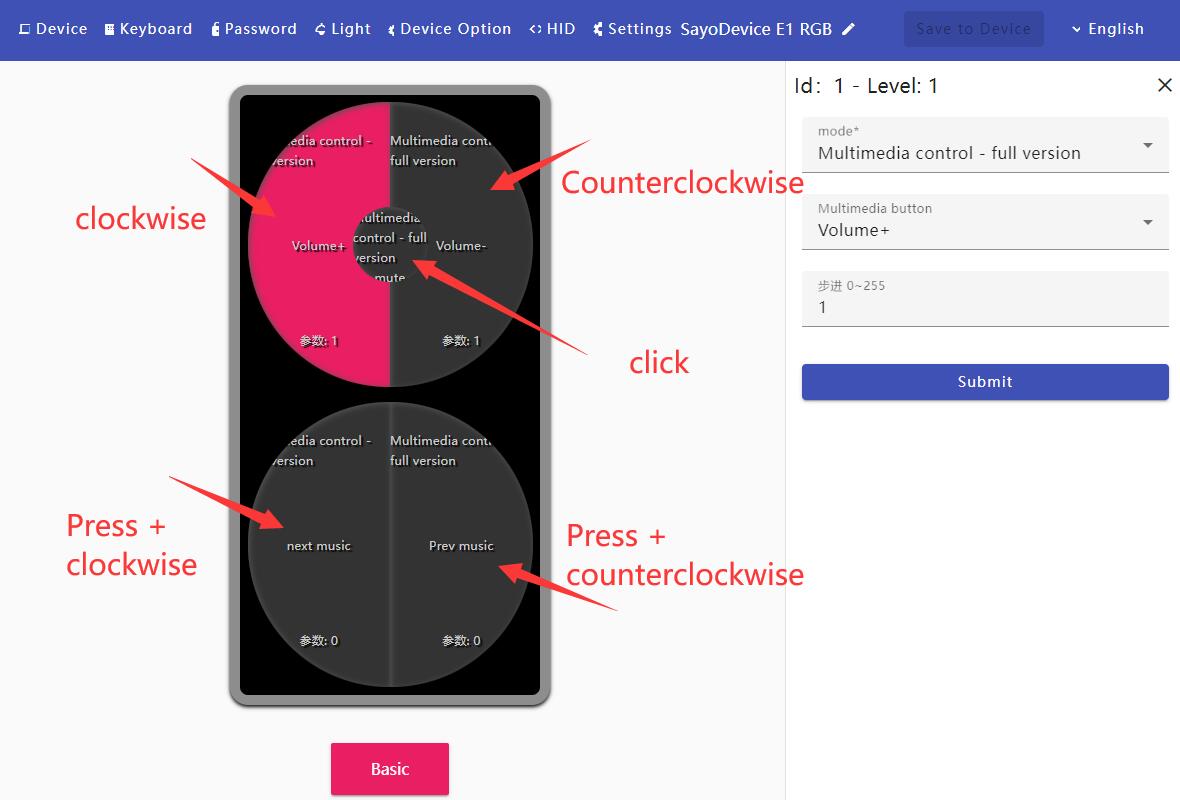 Device Keyboard Password Light Device Option HID Settings SayoDevice E1 RGB Save to Device English
Id: 1 - Level: 1
mode*
Multimedia control - full version
Multimedia button
Volume+
步进 0~255
1
Submit
edia control -
version
Multimedia cont
full version
clockwise
Counterclockwise
ultimedia
control - full
version
mute
Volume+
Volume-
参数: 1
参数: 1
click
edia control -
version
Multimedia cont
full version
Press +
clockwise
next music
Prev music
Press +
counterclockwise
参数: 0
参数: 0
Basic